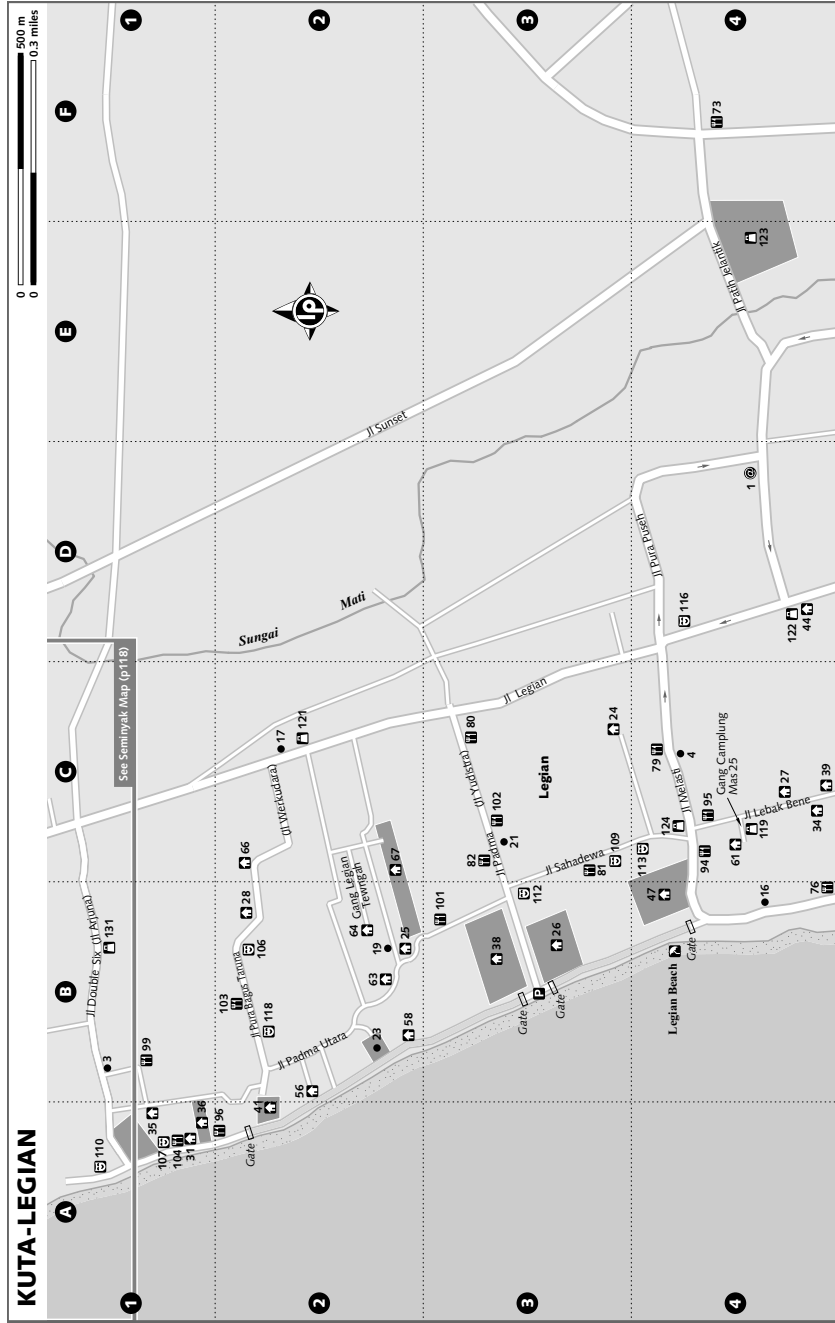 KUTA-LEGIAN
0 500 m
0 0.3 miles
A
B
C
D
E
F
1
1
2
2
3
3
4
4
See Seminyak Map (p118)
110
3
Jl Double Six (Jl Arjuna)
131
35
99
107
104
31
36
96
41
Gate
103
Jl Pura Bagus Taruna
118
106
28
66
(Jl Werkudara)
17
121
Sungai
Mati
Jl Sunset
lp
56
Jl Padma Utara
23
58
63
19
25
64
Gang Legian
Tewngah
67
101
38
Gate
P
Gate
26
112
Jl Padma
(Jl Yudistra)
82
21
102
80
Legian
Jl Legian
Jl Sahadewa
81
109
113
24
47
Gate
Legian Beach
94
124
95
Jl Melasti
79
4
Gang Camplung
Mas 25
61
119
Jl Lebak Bene
27
34
39
16
76
116
122
44
Jl Pura Puseh
1
Jl Patih Jelantik
123
73